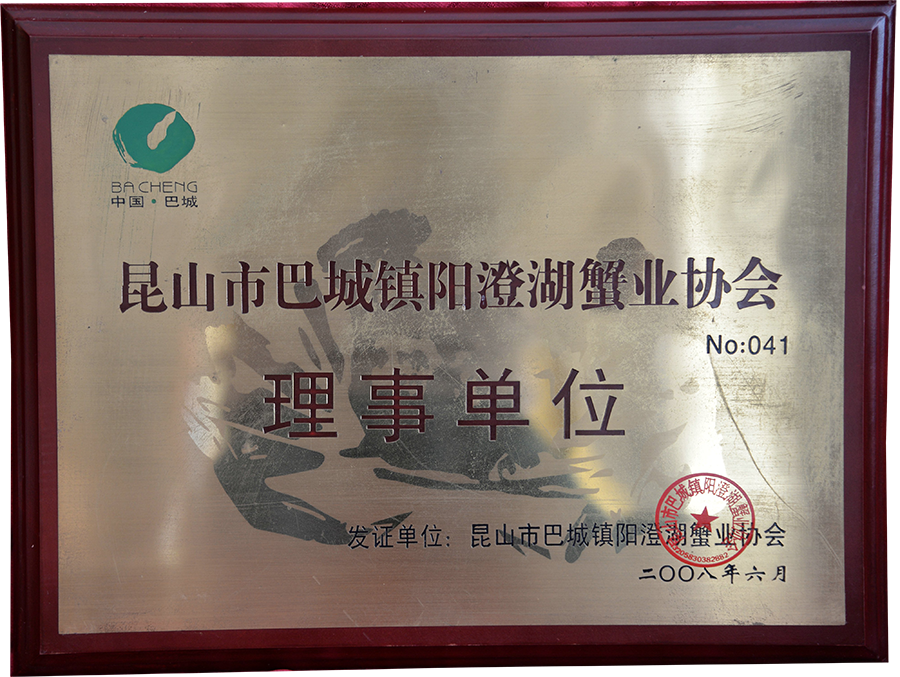 BA CHENG
中国·巴城
昆山市巴城镇阳澄湖蟹业协会
No:041
理事单位
发证单位：昆山市巴城镇阳澄湖蟹业协会
二〇〇八年六月